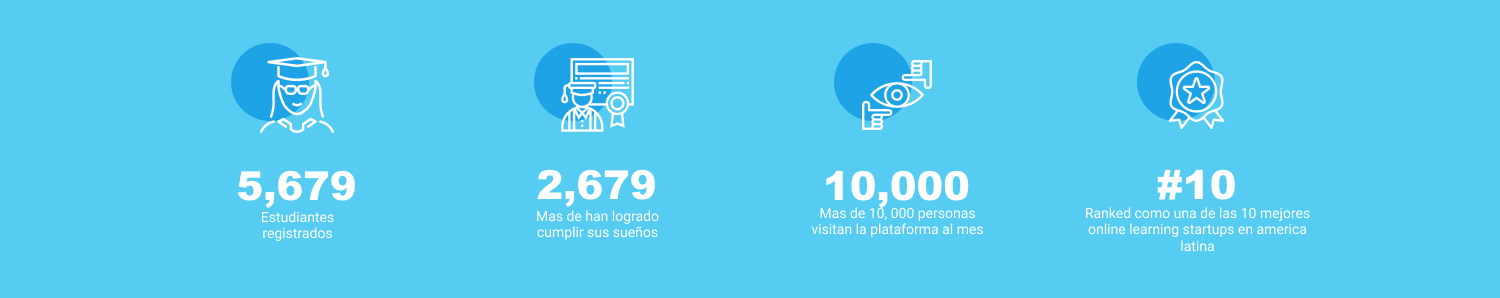 5,679
Estudiantes
registrados
2,679
Mas de han logrado
cumplir sus sueños
10,000
Mas de 10, 000 personas
visitan la plataforma al mes
#10
Ranked como una de las 10 mejores
online learning startups en america
latina